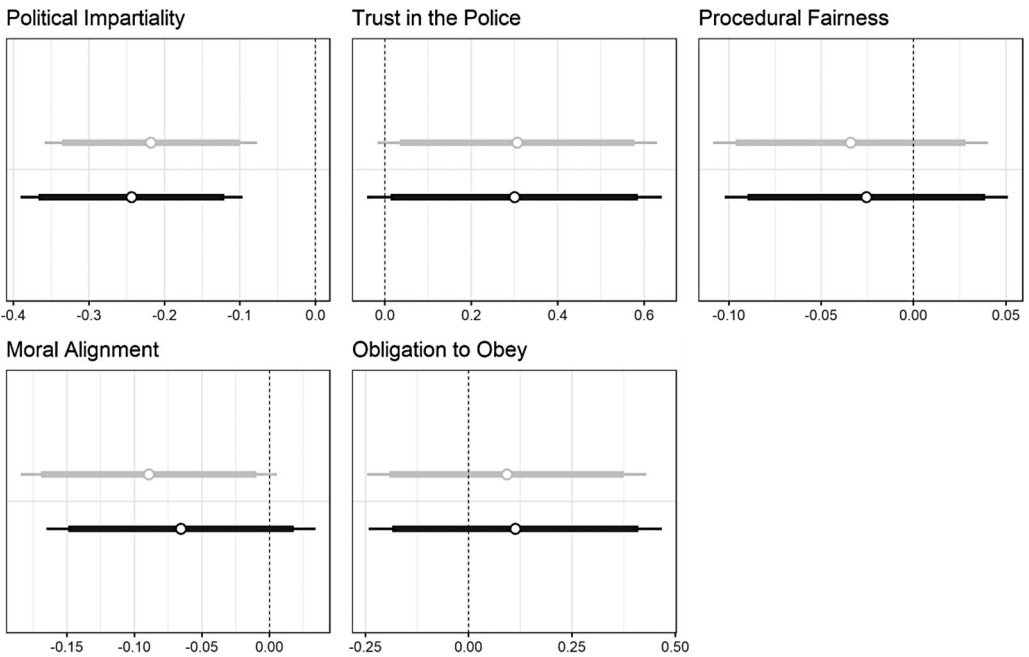 Political Impartiality
Trust in the Police
Procedural Fairness
-0.4 -0.3 -0.2 -0.1 0.0
0.0 0.2 0.4 0.6
-0.10 -0.05 0.00 0.05
Moral Alignment
Obligation to Obey
-0.15 -0.10 -0.05 0.00
-0.25 0.00 0.25 0.50